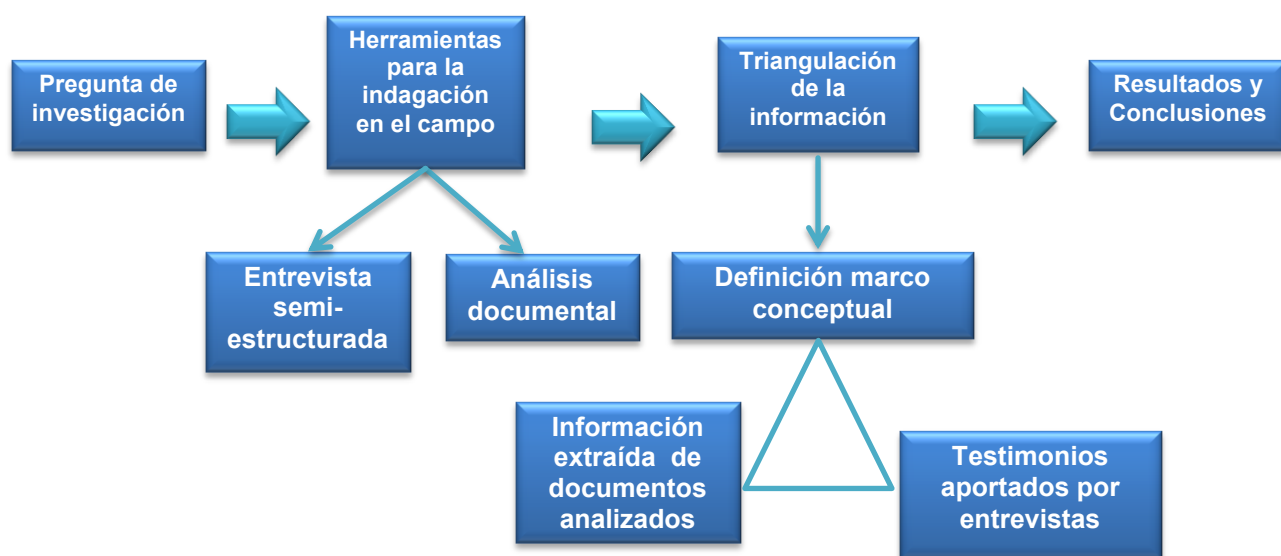 Pregunta de
investigación
Herramientas
para la
indagación
en el campo
Triangulación
de la
información
Resultados y
Conclusiones
Entrevista
semi-
estructurada
Análisis
documental
Definición marco
conceptual
Información
extraída de
documentos
analizados
Testimonios
aportados por
entrevistas